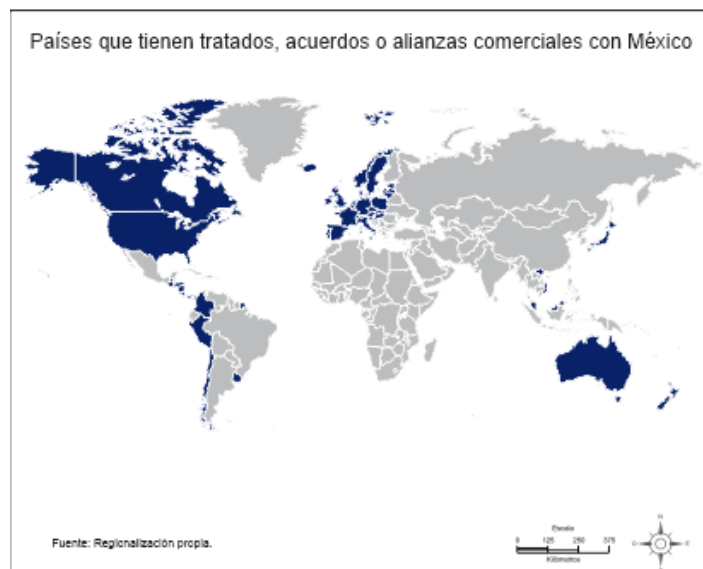 Países que tienen tratados, acuerdos o alianzas comerciales con México
Fuente: Regionalización propia.
Escala
0 125 250 375
Kilómetros
N
O
E
S